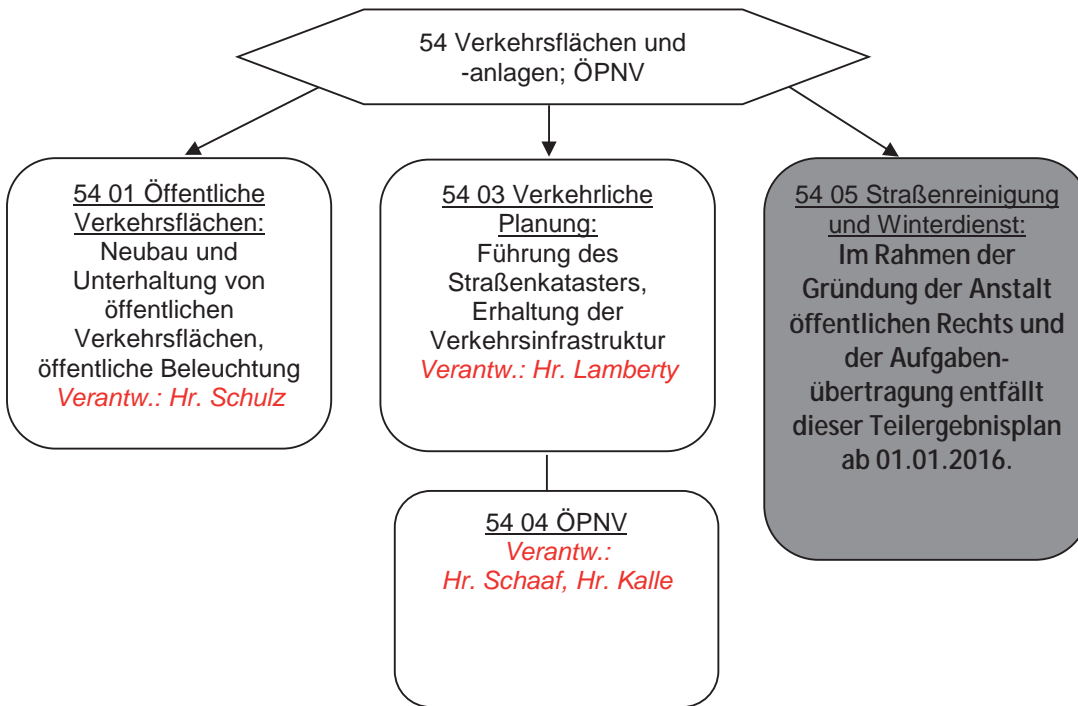 54 Verkehrsflächen und
-anlagen; ÖPNV
54 01 Öffentliche
Verkehrsflächen:
Neubau und
Unterhaltung von
öffentlichen
Verkehrsflächen,
öffentliche Beleuchtung
Verantw.: Hr. Schulz
54 03 Verkehrliche
Planung:
Führung des
Straßenkatasters,
Erhaltung der
Verkehrsinfrastruktur
Verantw.: Hr. Lamberty
54 05 Straßenreinigung
und Winterdienst:
Im Rahmen der
Gründung der Anstalt
öffentlichen Rechts und
der Aufgaben-
übertragung entfällt
dieser Teilergebnisplan
ab 01.01.2016.
54 04 ÖPNV
Verantw.:
Hr. Schaaf, Hr. Kalle